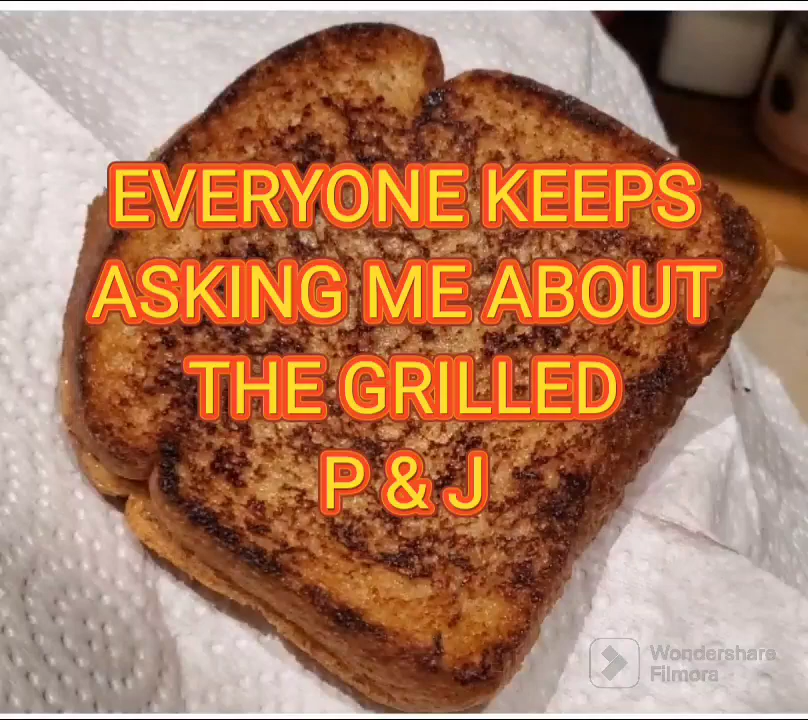 EVERYONE KEEPS
ASKING ME ABOUT
THE GRILLED
P & J
Wondershare
Filmora